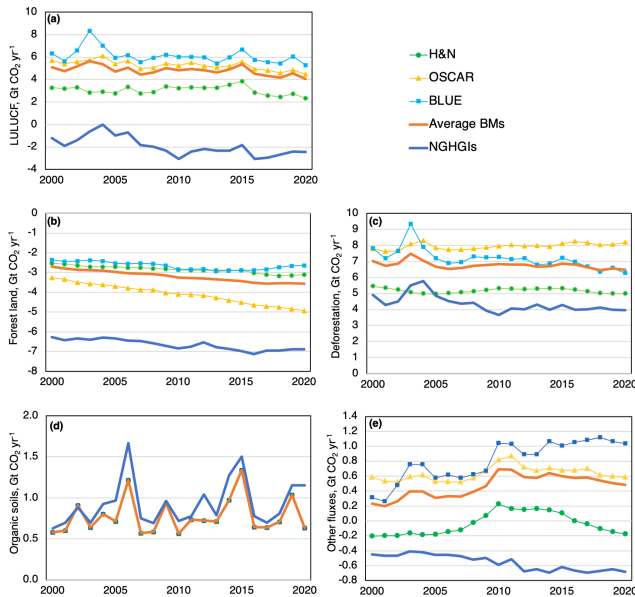 (a)
LULUCF, Gt CO2 yr-1
10
8
6
4
2
0
-2
-4
2000 2005 2010 2015 2020
H&N
OSCAR
BLUE
Average BMs
NGHGIs
(b)
Forest land, Gt CO2 yr-1
0
-1
-2
-3
-4
-5
-6
-7
-8
2000 2005 2010 2015 2020
(c)
Deforestation, Gt CO2 yr-1
10
9
8
7
6
5
4
3
2
1
0
2000 2005 2010 2015 2020
(d)
Organic soils, Gt CO2 yr-1
2.0
1.5
1.0
0.5
0.0
2000 2005 2010 2015 2020
(e)
Other fluxes, Gt CO2 yr-1
1.4
1.2
1.0
0.8
0.6
0.4
0.2
0.0
-0.2
-0.4
-0.6
-0.8
2000 2005 2010 2015 2020